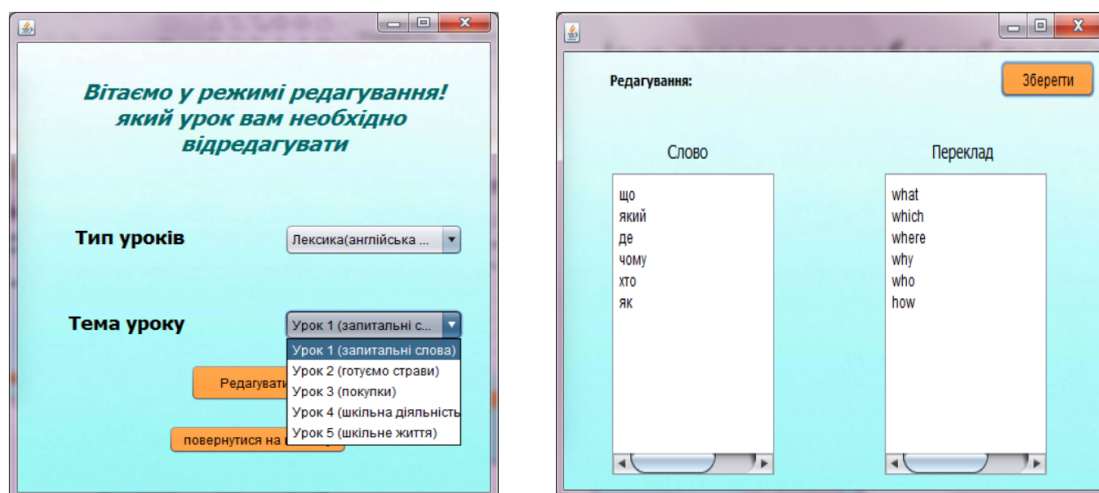 Вітаємо у режимі редагування!
який урок вам необхідно
відредагувати
Тип уроків
Лексика(англійська ...
Тема уроку
Урок 1 (запитальні с...
Урок 1 (запитальні слова)
Урок 2 (готуємо страви)
Урок 3 (покупки)
Урок 4 (шкільна діяльність
Урок 5 (шкільне життя)
Редагувати
повернутися на
Редагування:
Зберегти
Слово
що
який
де
чому
хто
як
Переклад
what
which
where
why
who
how